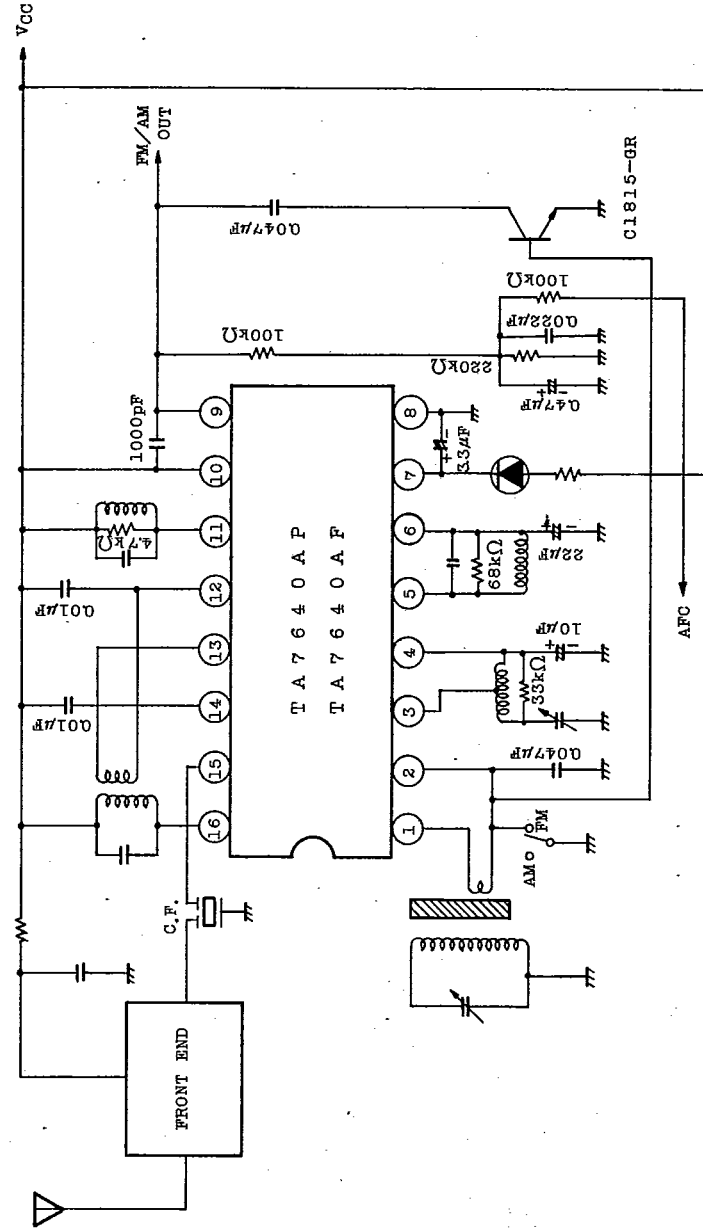 VCC
FM/AM
OUT
0.047μF
C1815-GR
100kΩ
100kΩ
0.022μF
220kΩ
0.47μF
1000pF
4.7kΩ
0.01μF
0.01μF
16
15
14
13
12
11
10
9
TA7640AP
TA7640AF
1
2
3
4
5
6
7
8
3.3μF
68kΩ
22μF
33kΩ
10μF
0.047μF
AFC
C.F.
FRONT END
AM
FM
+
-
+
-
+
-
+
-